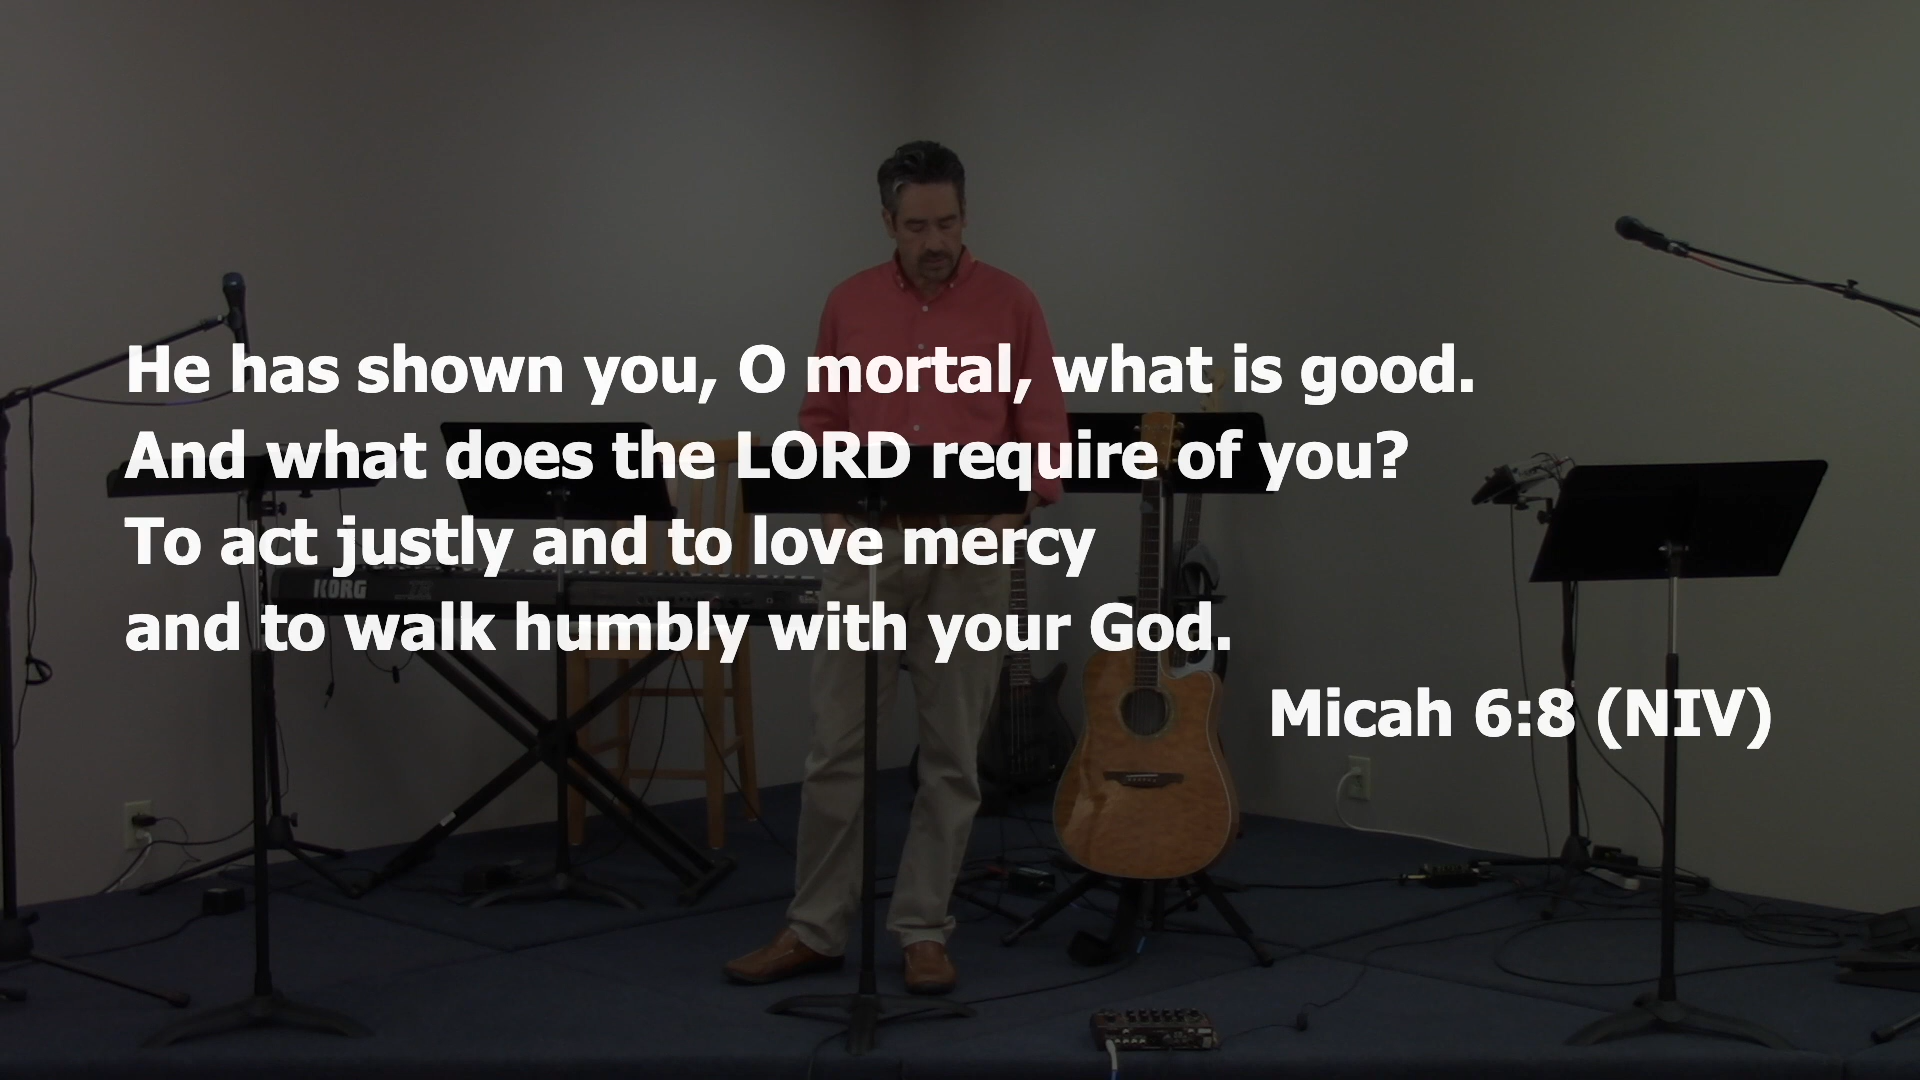 He has shown you, O mortal, what is good.
And what does the LORD require of you?
To act justly and to love mercy
and to walk humbly with your God.
Micah 6:8 (NIV)
KORG